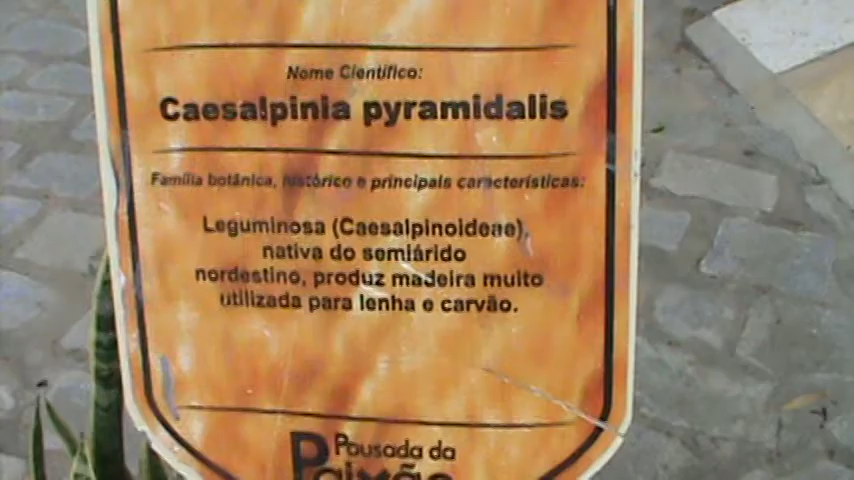 Nome Científico:
Caesalpinia pyramidalis
Família botânica, histórico e principais características:
Leguminosa (Caesalpinoideae),
nativa do semiárido
nordestino, produz madeira muito
utilizada para lenha e carvão.
Pousada da
Paixão